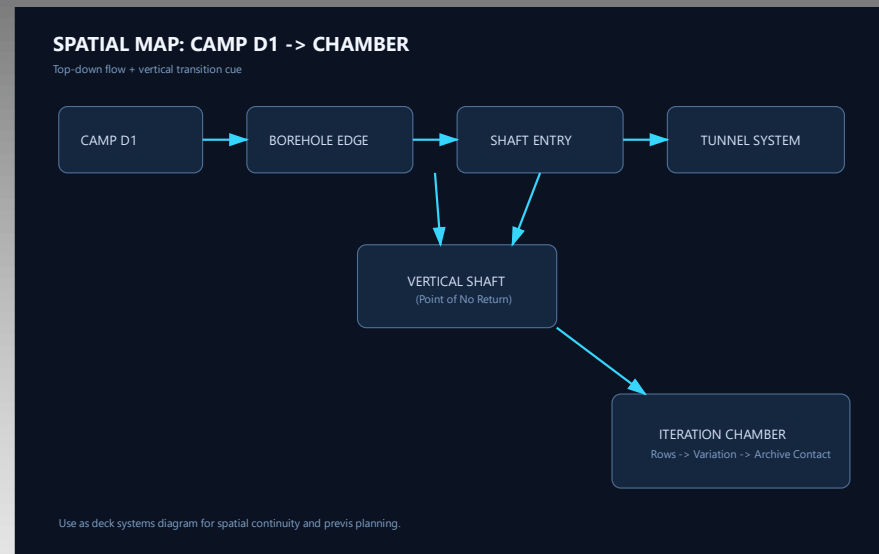 SPATIAL MAP: CAMP D1 -> CHAMBER
Top-down flow + vertical transition cue
CAMP D1
BOREHOLE EDGE
SHAFT ENTRY
TUNNEL SYSTEM
VERTICAL SHAFT
(Point of No Return)
ITERATION CHAMBER
Rows -> Variation -> Archive Contact
Use as deck systems diagram for spatial continuity and previs planning.